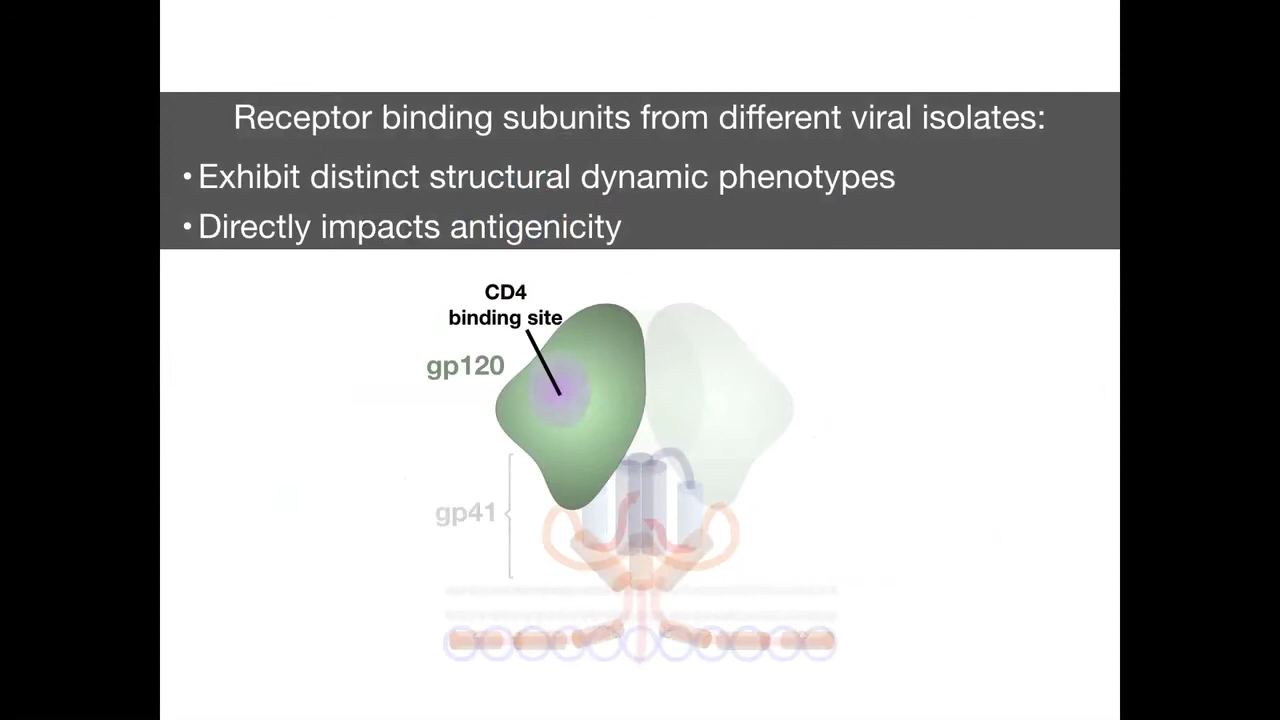 Receptor binding subunits from different viral isolates:
• Exhibit distinct structural dynamic phenotypes
• Directly impacts antigenicity
CD4
binding site
gp120
gp41